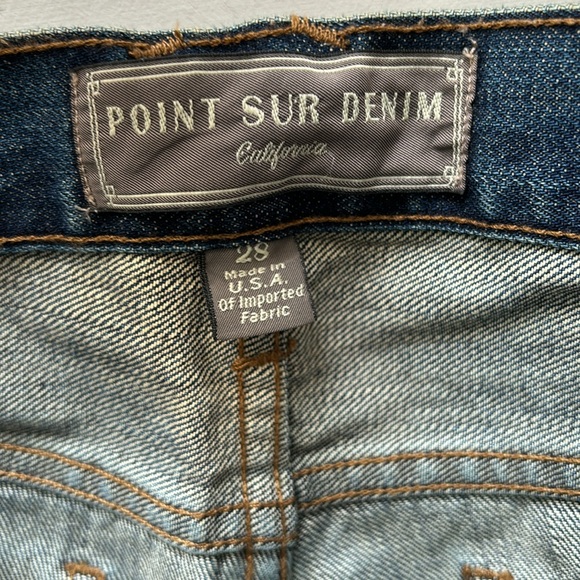 POINT SUR DENIM
California
28
Made in
U.S.A.
Of Imported
Fabric